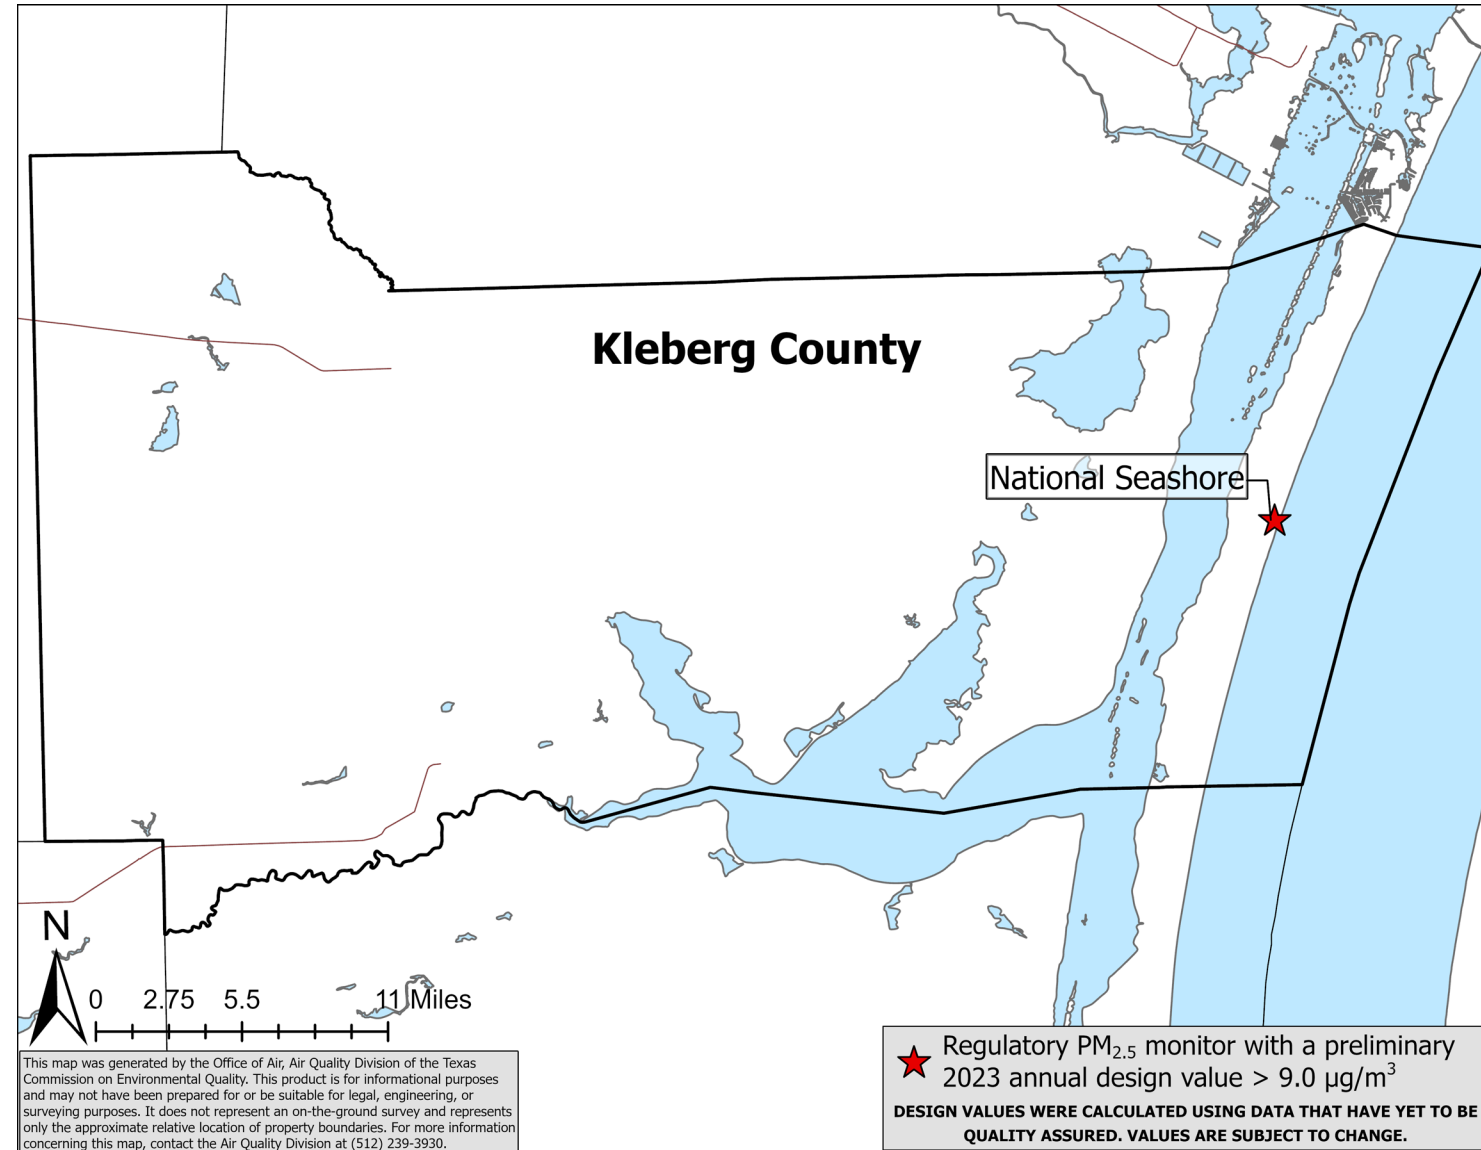 Kleberg County
National Seashore
N
0 2.75 5.5 11 Miles
This map was generated by the Office of Air, Air Quality Division of the Texas
Commission on Environmental Quality. This product is for informational purposes
and may not have been prepared for or be suitable for legal, engineering, or
surveying purposes. It does not represent an on-the-ground survey and represents
only the approximate relative location of property boundaries. For more information
concerning this map, contact the Air Quality Division at (512) 239-3930.
Regulatory PM2.5 monitor with a preliminary
2023 annual design value > 9.0 µg/m³
DESIGN VALUES WERE CALCULATED USING DATA THAT HAVE YET TO BE
QUALITY ASSURED. VALUES ARE SUBJECT TO CHANGE.